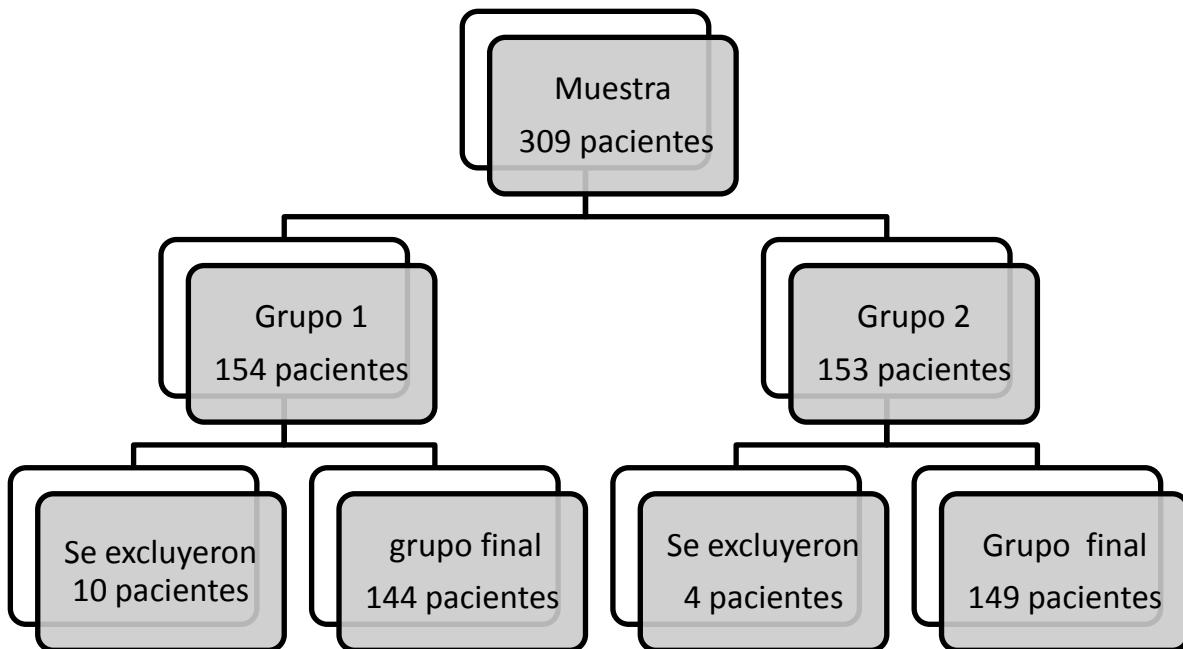 Muestra
309 pacientes
Grupo 1
154 pacientes
Grupo 2
153 pacientes
Se excluyeron
10 pacientes
grupo final
144 pacientes
Se excluyeron
4 pacientes
Grupo final
149 pacientes